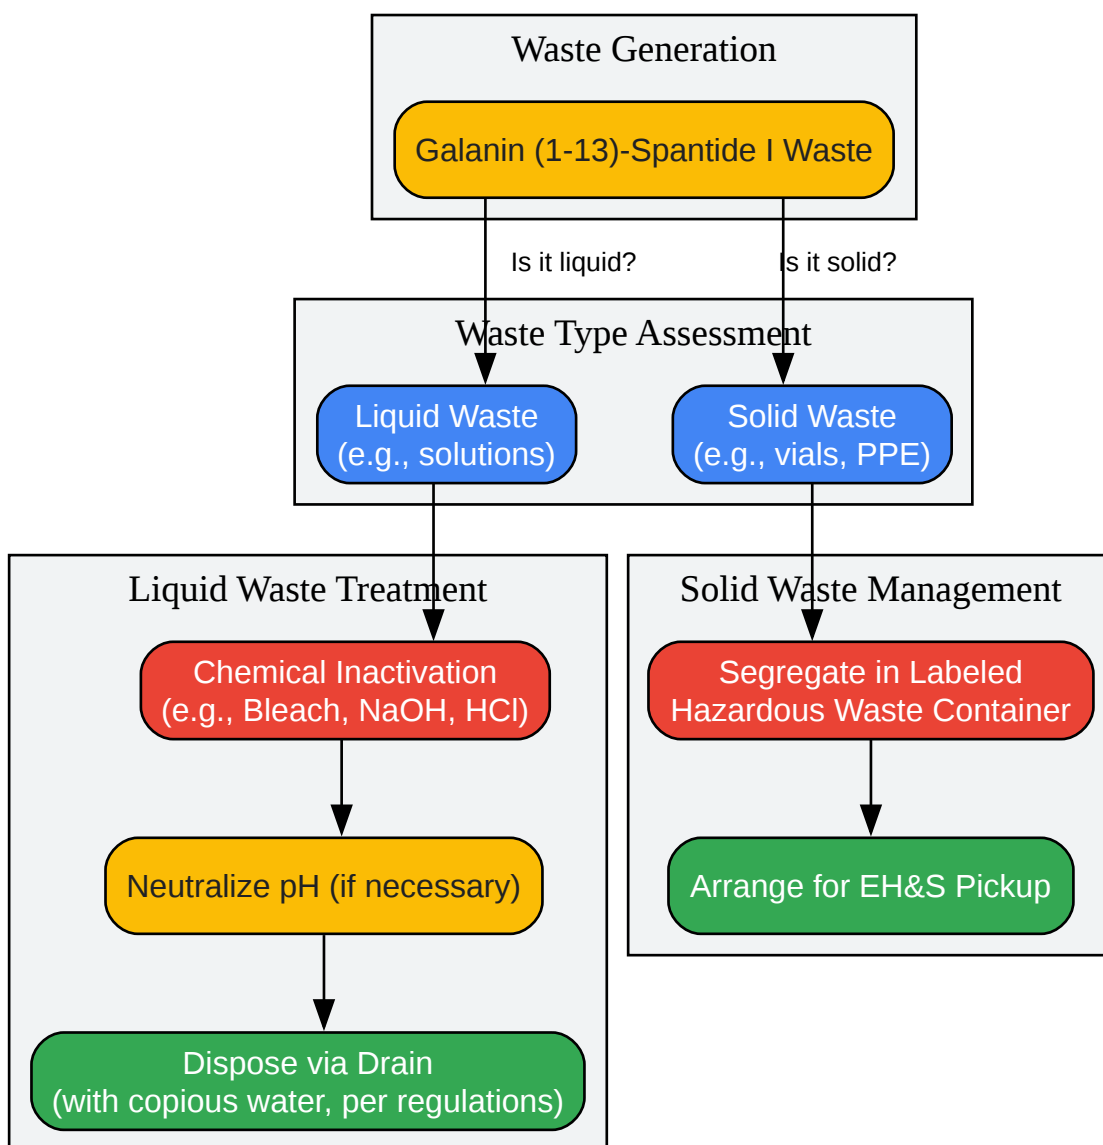 Waste Generation
Galanin (1-13)-Spantide I Waste
Is it liquid?
Is it solid?
Waste Type Assessment
Liquid Waste
(e.g., solutions)
Solid Waste
(e.g., vials, PPE)
Liquid Waste Treatment
Chemical Inactivation
(e.g., Bleach, NaOH, HCl)
Neutralize pH (if necessary)
Dispose via Drain
(with copious water, per regulations)
Solid Waste Management
Segregate in Labeled
Hazardous Waste Container
Arrange for EH&S Pickup